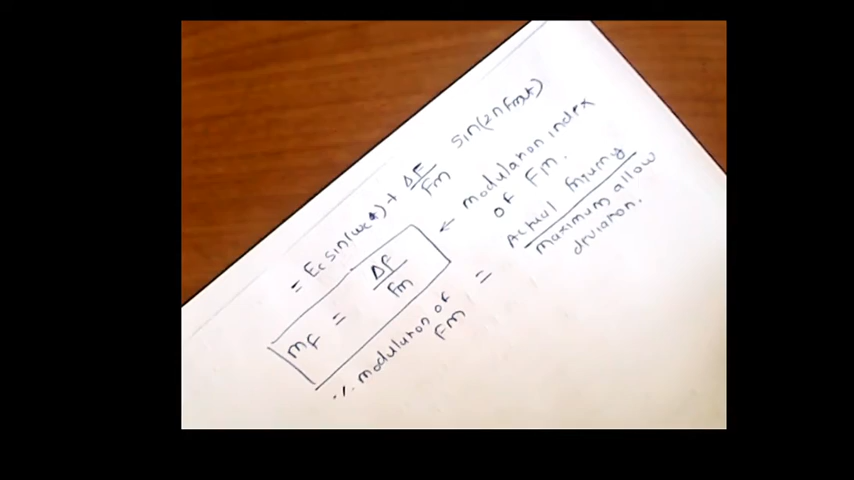 = Ec sin(ωct) + ΔF/Fm sin(2πFmt)
mf = ΔF/Fm ← modulation index of FM.
% modulation of FM = Actual / maximum allow deviation.